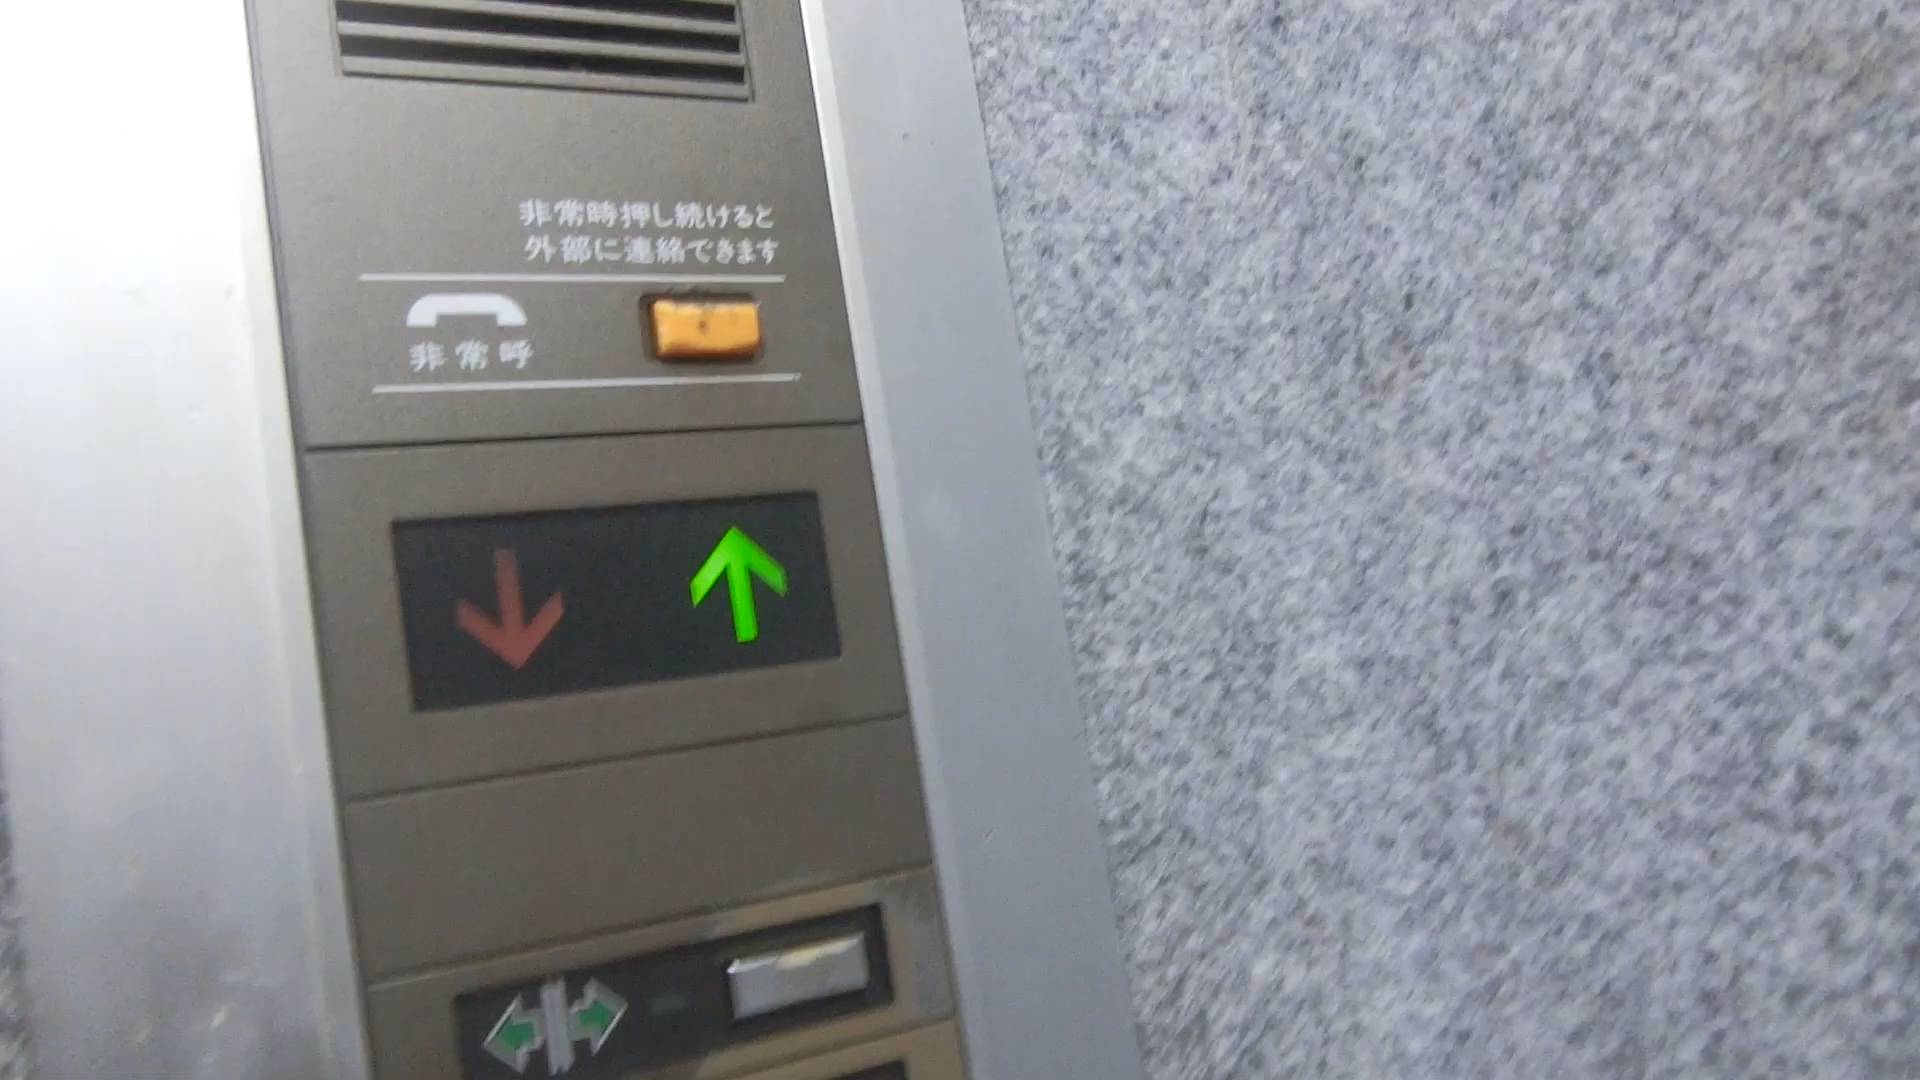 非常時押し続けると
外部に連絡できます
非常呼